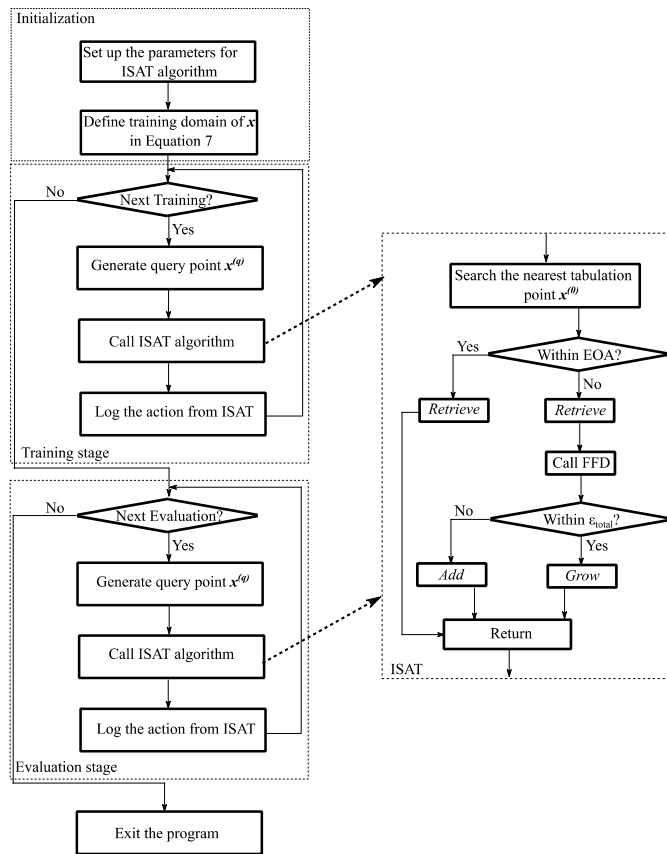 Initialization
Set up the parameters for
ISAT algorithm
Define training domain of x
in Equation 7
No
Next Training?
Yes
Generate query point x(q)
Call ISAT algorithm
Log the action from ISAT
Training stage
No
Next Evaluation?
Yes
Generate query point x(q)
Call ISAT algorithm
Log the action from ISAT
Evaluation stage
Exit the program
Search the nearest tabulation
point x(0)
Yes
Within EOA?
No
Retrieve
Retrieve
Call FFD
No
Within εtotal?
Yes
Add
Grow
Return
ISAT